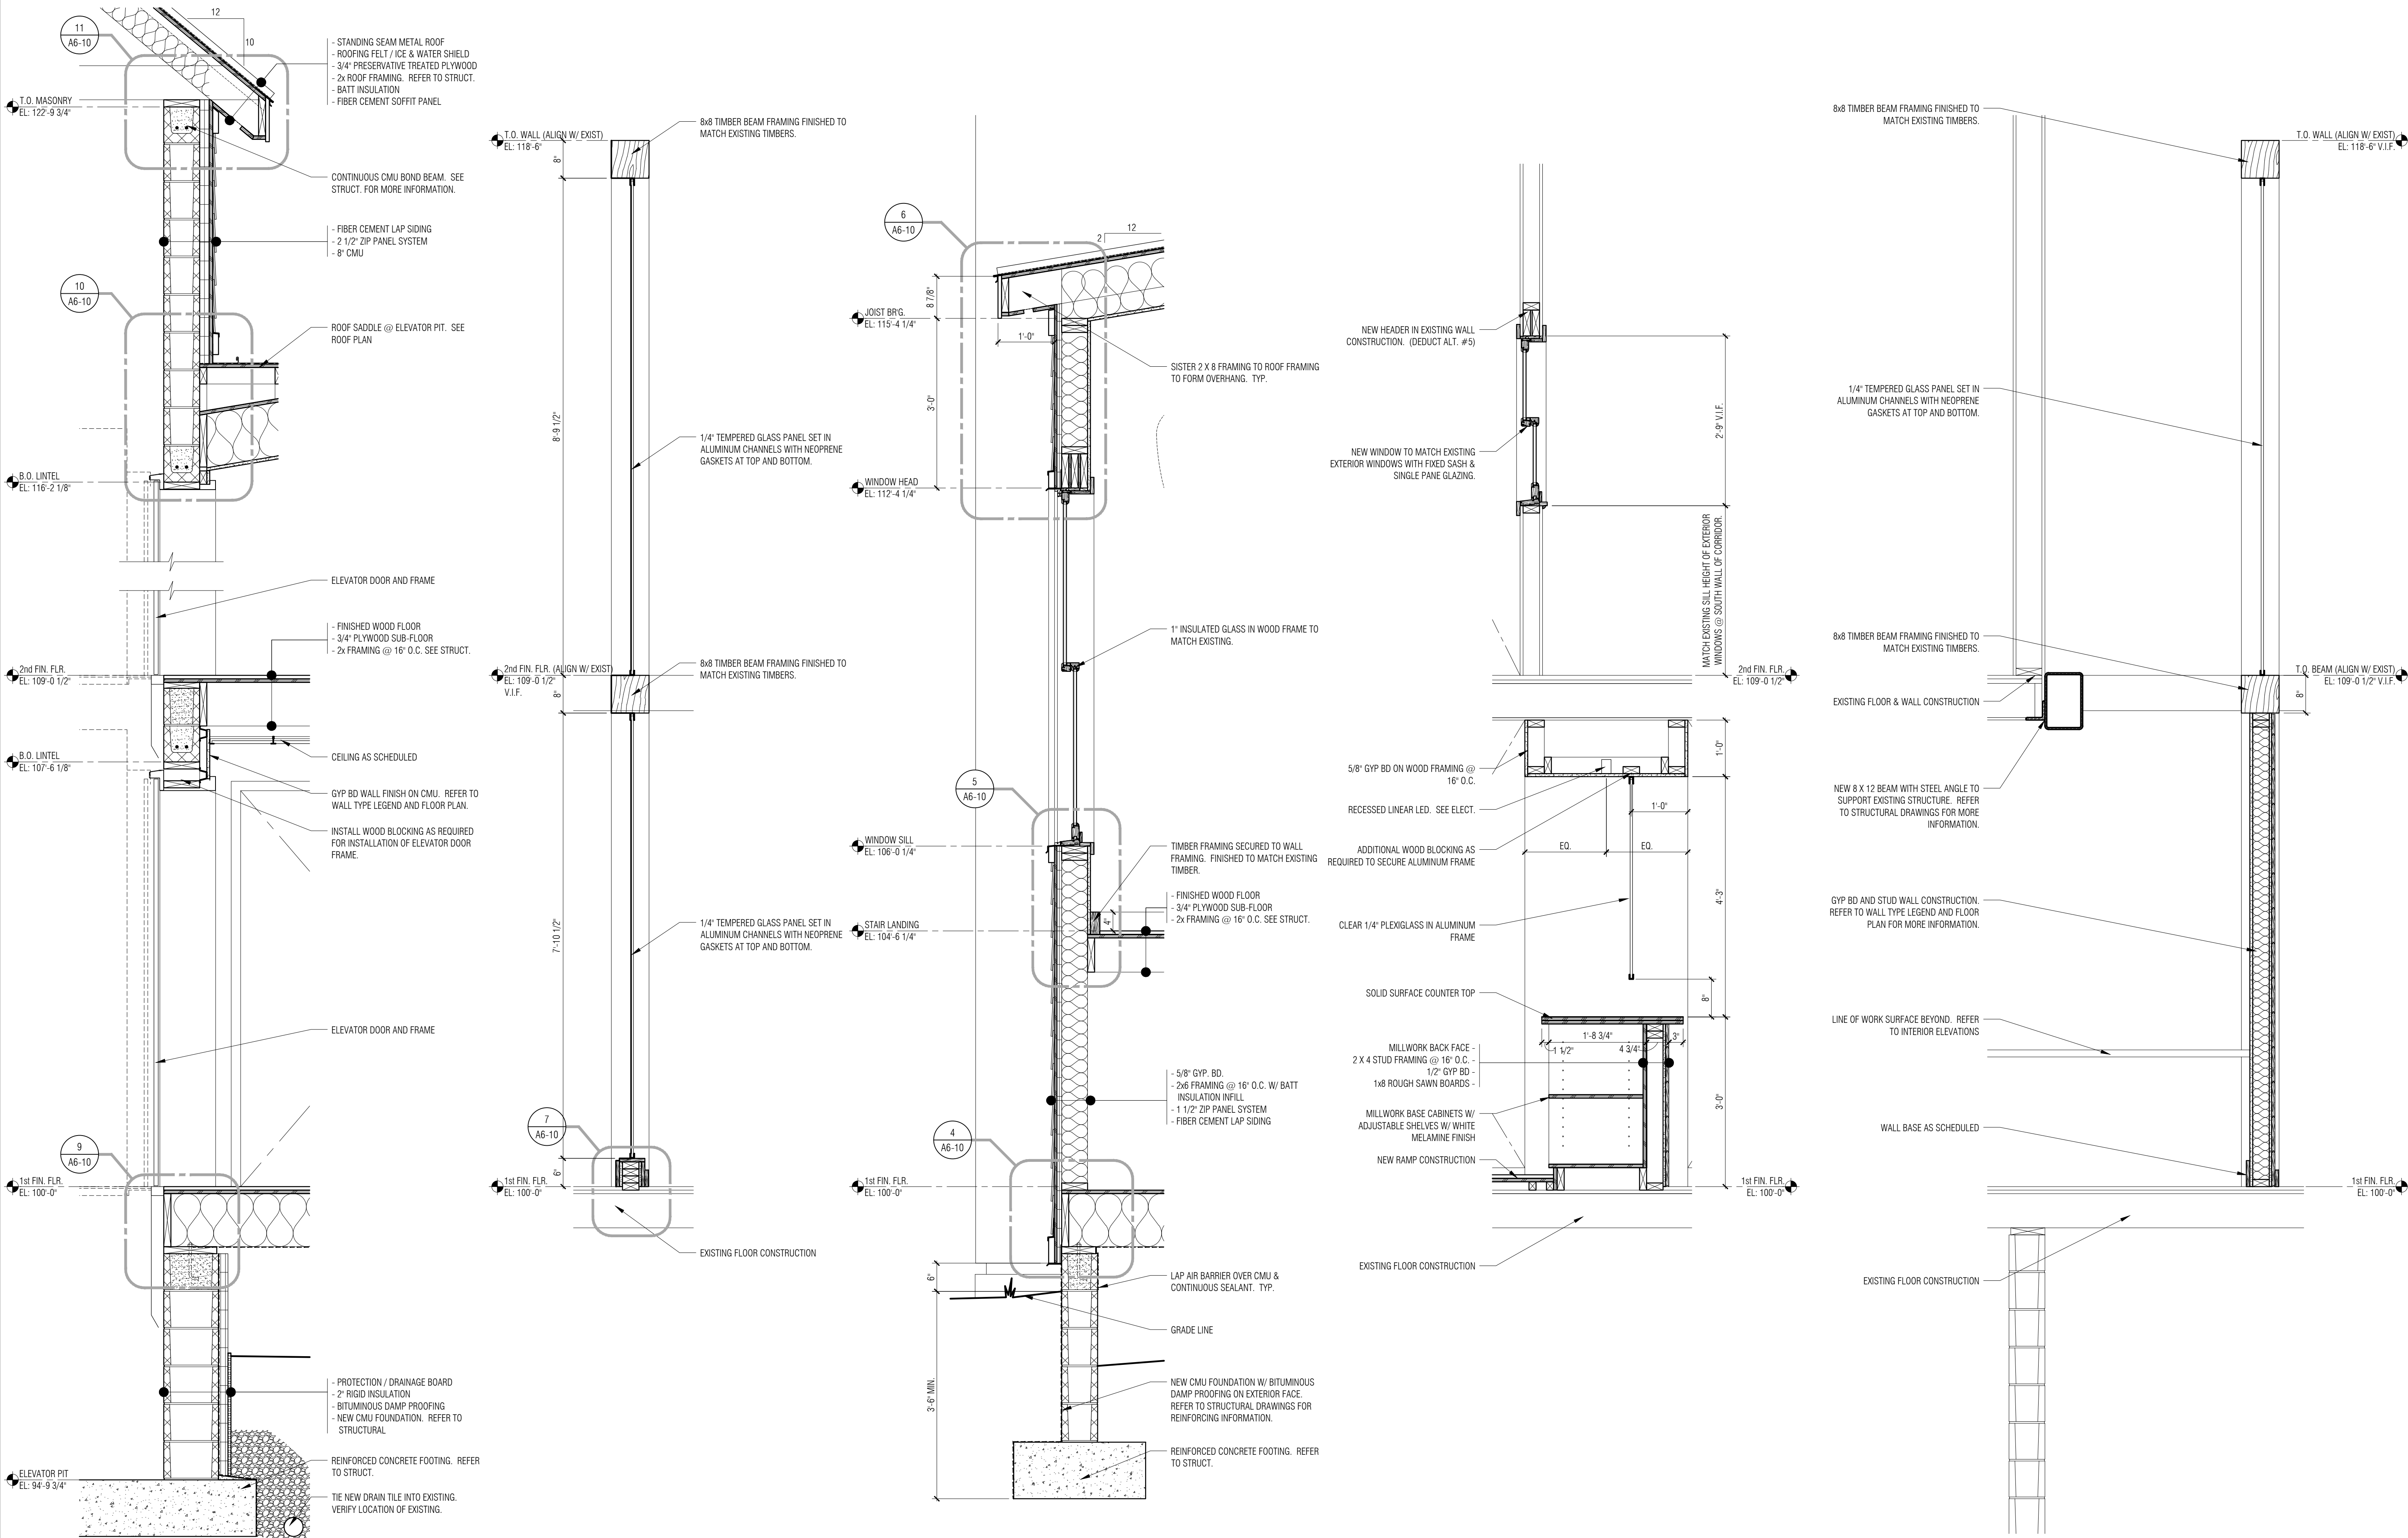 11
A6-10
12
10
- STANDING SEAM METAL ROOF
- ROOFING FELT / ICE & WATER SHIELD
- 3/4" PRESERVATIVE TREATED PLYWOOD
- 2x ROOF FRAMING. REFER TO STRUCT.
- BATT INSULATION
- FIBER CEMENT SOFFIT PANEL
T.O. MASONRY
EL: 122'-9 3/4"
CONTINUOUS CMU BOND BEAM. SEE
STRUCT. FOR MORE INFORMATION.
- FIBER CEMENT LAP SIDING
- 2 1/2" ZIP PANEL SYSTEM
- 8" CMU
10
A6-10
ROOF SADDLE @ ELEVATOR PIT. SEE
ROOF PLAN
B.O. LINTEL
EL: 116'-2 1/8"
ELEVATOR DOOR AND FRAME
- FINISHED WOOD FLOOR
- 3/4" PLYWOOD SUB-FLOOR
- 2x FRAMING @ 16" O.C. SEE STRUCT.
2nd FIN. FLR.
EL: 109'-0 1/2"
B.O. LINTEL
EL: 107'-6 1/8"
CEILING AS SCHEDULED
GYP BD WALL FINISH ON CMU. REFER TO
WALL TYPE LEGEND AND FLOOR PLAN.
INSTALL WOOD BLOCKING AS REQUIRED
FOR INSTALLATION OF ELEVATOR DOOR
FRAME.
ELEVATOR DOOR AND FRAME
9
A6-10
1st FIN. FLR.
EL: 100'-0"
- PROTECTION / DRAINAGE BOARD
- 2" RIGID INSULATION
- BITUMINOUS DAMP PROOFING
- NEW CMU FOUNDATION. REFER TO
STRUCTURAL
REINFORCED CONCRETE FOOTING. REFER
TO STRUCT.
ELEVATOR PIT
EL: 94'-9 3/4"
TIE NEW DRAIN TILE INTO EXISTING.
VERIFY LOCATION OF EXISTING.
T.O. WALL (ALIGN W/ EXIST)
EL: 118'-6"
8"
8x8 TIMBER BEAM FRAMING FINISHED TO
MATCH EXISTING TIMBERS.
8'-9 1/2"
1/4" TEMPERED GLASS PANEL SET IN
ALUMINUM CHANNELS WITH NEOPRENE
GASKETS AT TOP AND BOTTOM.
2nd FIN. FLR. (ALIGN W/ EXIST)
EL: 109'-0 1/2"
V.I.F.
8"
8x8 TIMBER BEAM FRAMING FINISHED TO
MATCH EXISTING TIMBERS.
7'-10 1/2"
1/4" TEMPERED GLASS PANEL SET IN
ALUMINUM CHANNELS WITH NEOPRENE
GASKETS AT TOP AND BOTTOM.
7
A6-10
6"
1st FIN. FLR.
EL: 100'-0"
EXISTING FLOOR CONSTRUCTION
6
A6-10
12
2
8 7/8"
JOIST BR'G.
EL: 115'-4 1/4"
1'-0"
SISTER 2 X 8 FRAMING TO ROOF FRAMING
TO FORM OVERHANG. TYP.
3'-0"
WINDOW HEAD
EL: 112'-4 1/4"
1" INSULATED GLASS IN WOOD FRAME TO
MATCH EXISTING.
5
A6-10
WINDOW SILL
EL: 106'-0 1/4"
TIMBER FRAMING SECURED TO WALL
FRAMING. FINISHED TO MATCH EXISTING
TIMBER.
- FINISHED WOOD FLOOR
- 3/4" PLYWOOD SUB-FLOOR
- 2x FRAMING @ 16" O.C. SEE STRUCT.
4"
STAIR LANDING
EL: 104'-6 1/4"
- 5/8" GYP. BD.
- 2x6 FRAMING @ 16" O.C. W/ BATT
INSULATION INFILL
- 1 1/2" ZIP PANEL SYSTEM
- FIBER CEMENT LAP SIDING
4
A6-10
1st FIN. FLR.
EL: 100'-0"
6"
LAP AIR BARRIER OVER CMU &
CONTINUOUS SEALANT. TYP.
GRADE LINE
3'-6" MIN.
NEW CMU FOUNDATION W/ BITUMINOUS
DAMP PROOFING ON EXTERIOR FACE.
REFER TO STRUCTURAL DRAWINGS FOR
REINFORCING INFORMATION.
REINFORCED CONCRETE FOOTING. REFER
TO STRUCT.
NEW HEADER IN EXISTING WALL
CONSTRUCTION. (DEDUCT ALT. #5)
2'-9" V.I.F.
NEW WINDOW TO MATCH EXISTING
EXTERIOR WINDOWS WITH FIXED SASH &
SINGLE PANE GLAZING.
MATCH EXISTING SILL HEIGHT OF EXTERIOR
WINDOWS @ SOUTH WALL OF CORRIDOR.
2nd FIN. FLR.
EL: 109'-0 1/2"
1'-0"
5/8" GYP BD ON WOOD FRAMING @
16" O.C.
RECESSED LINEAR LED. SEE ELECT.
1'-0"
ADDITIONAL WOOD BLOCKING AS
REQUIRED TO SECURE ALUMINUM FRAME
EQ.
EQ.
4'-3"
CLEAR 1/4" PLEXIGLASS IN ALUMINUM
FRAME
8"
SOLID SURFACE COUNTER TOP
1'-8 3/4"
3"
1 1/2"
4 3/4"
MILLWORK BACK FACE -
2 X 4 STUD FRAMING @ 16" O.C. -
1/2" GYP BD -
1x8 ROUGH SAWN BOARDS -
3'-0"
MILLWORK BASE CABINETS W/
ADJUSTABLE SHELVES W/ WHITE
MELAMINE FINISH
NEW RAMP CONSTRUCTION
1st FIN. FLR.
EL: 100'-0"
EXISTING FLOOR CONSTRUCTION
8x8 TIMBER BEAM FRAMING FINISHED TO
MATCH EXISTING TIMBERS.
T.O. WALL (ALIGN W/ EXIST)
EL: 118'-6" V.I.F.
1/4" TEMPERED GLASS PANEL SET IN
ALUMINUM CHANNELS WITH NEOPRENE
GASKETS AT TOP AND BOTTOM.
8x8 TIMBER BEAM FRAMING FINISHED TO
MATCH EXISTING TIMBERS.
T.O. BEAM (ALIGN W/ EXIST)
EL: 109'-0 1/2" V.I.F.
8"
EXISTING FLOOR & WALL CONSTRUCTION
NEW 8 X 12 BEAM WITH STEEL ANGLE TO
SUPPORT EXISTING STRUCTURE. REFER
TO STRUCTURAL DRAWINGS FOR MORE
INFORMATION.
GYP BD AND STUD WALL CONSTRUCTION.
REFER TO WALL TYPE LEGEND AND FLOOR
PLAN FOR MORE INFORMATION.
LINE OF WORK SURFACE BEYOND. REFER
TO INTERIOR ELEVATIONS
WALL BASE AS SCHEDULED
1st FIN. FLR.
EL: 100'-0"
EXISTING FLOOR CONSTRUCTION